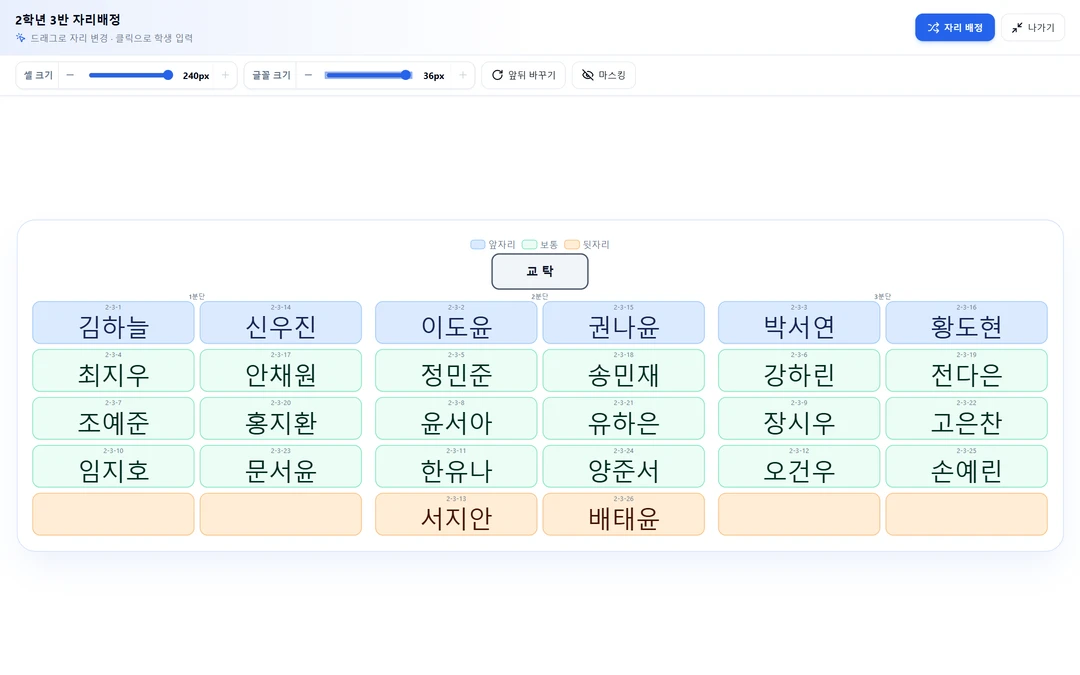 2학년 3반 자리배정
드래그로 자리 변경 · 클릭으로 학생 입력
자리 배정
나가기
셀 크기 − 240px +
글꼴 크기 − 36px +
앞뒤 바꾸기
마스킹
앞자리 보통 뒷자리
교 탁
1분단 2분단 3분단
2-3-1 2-3-14 2-3-2 2-3-15 2-3-3 2-3-16
김하늘 신우진 이도윤 권나윤 박서연 황도현
2-3-4 2-3-17 2-3-5 2-3-18 2-3-6 2-3-19
최지우 안채원 정민준 송민재 강하린 전다은
2-3-7 2-3-20 2-3-8 2-3-21 2-3-9 2-3-22
조예준 홍지환 윤서아 유하은 장시우 고은찬
2-3-10 2-3-23 2-3-11 2-3-24 2-3-12 2-3-25
임지호 문서윤 한유나 양준서 오건우 손예린
2-3-13 2-3-26
서지안 배태윤